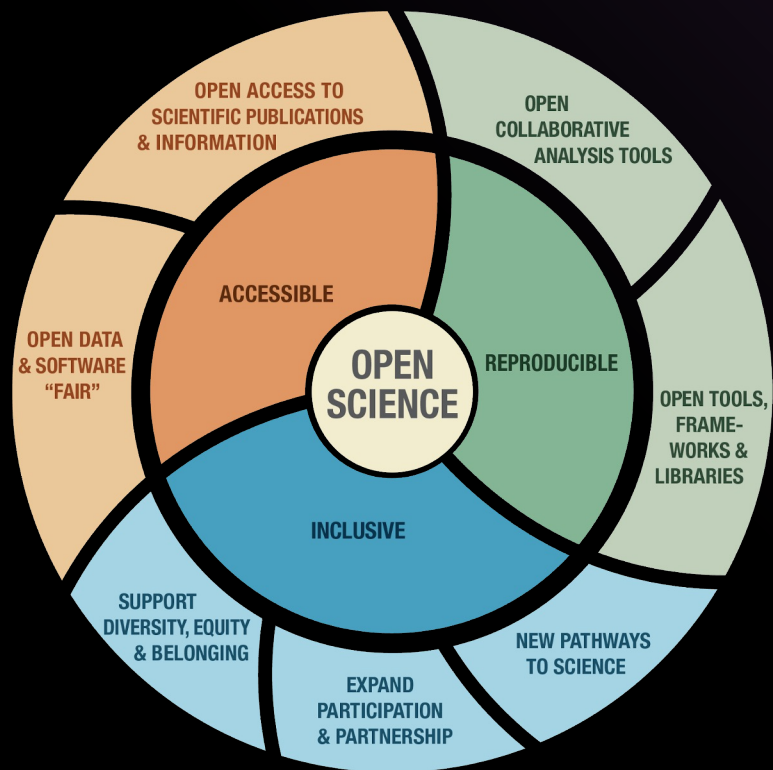 OPEN ACCESS TO
SCIENTIFIC PUBLICATIONS
& INFORMATION
OPEN
COLLABORATIVE
ANALYSIS TOOLS
ACCESSIBLE
OPEN DATA
& SOFTWARE
“FAIR”
OPEN
SCIENCE
REPRODUCIBLE
OPEN TOOLS,
FRAME-
WORKS &
LIBRARIES
INCLUSIVE
SUPPORT
DIVERSITY, EQUITY
& BELONGING
EXPAND
PARTICIPATION
& PARTNERSHIP
NEW PATHWAYS
TO SCIENCE